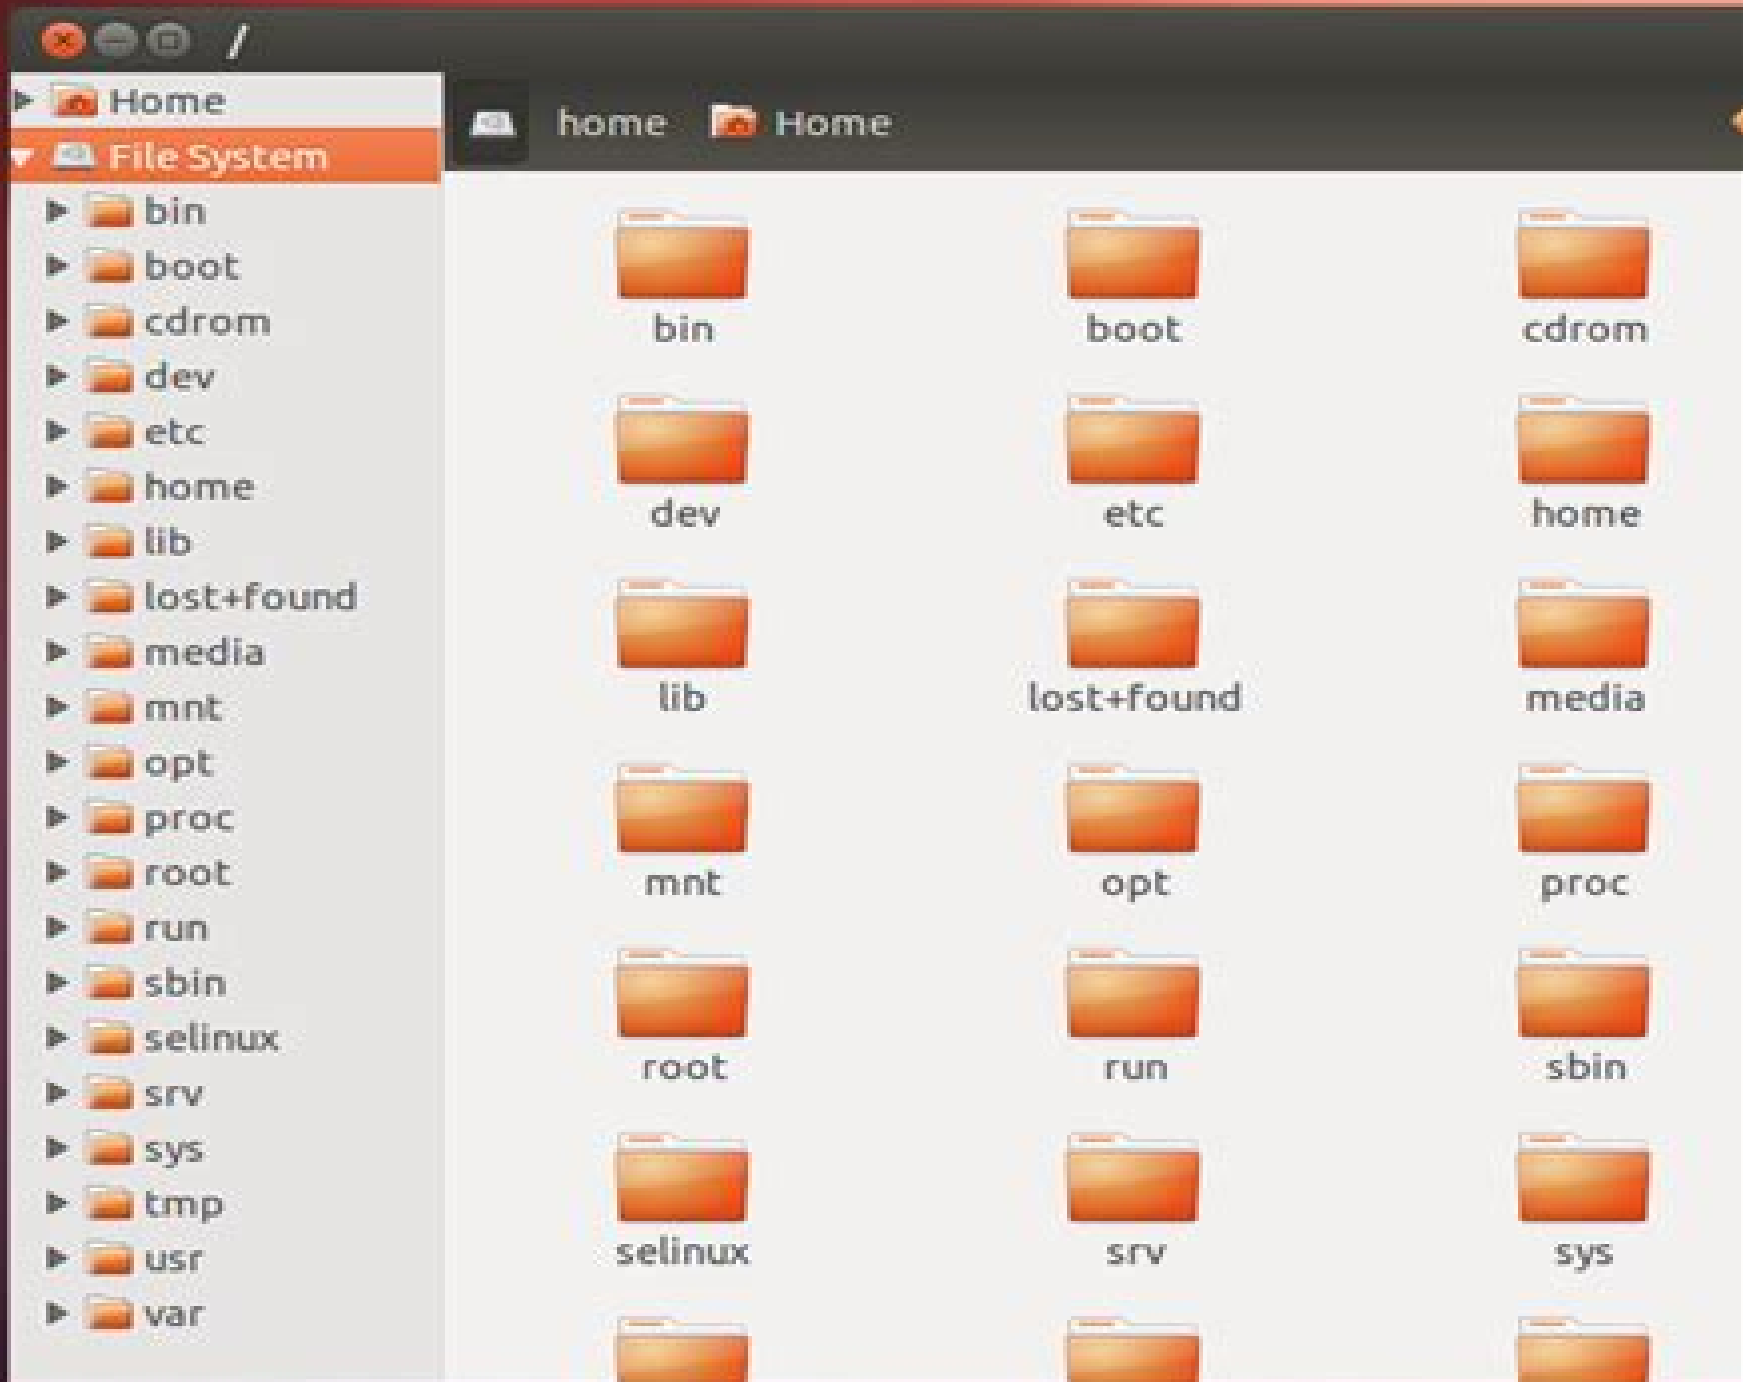 /
Home
File System
bin
boot
cdrom
dev
etc
home
lib
lost+found
media
mnt
opt
proc
root
run
sbin
selinux
srv
sys
tmp
usr
var
home Home
bin boot cdrom
dev etc home
lib lost+found media
mnt opt proc
root run sbin
selinux srv sys